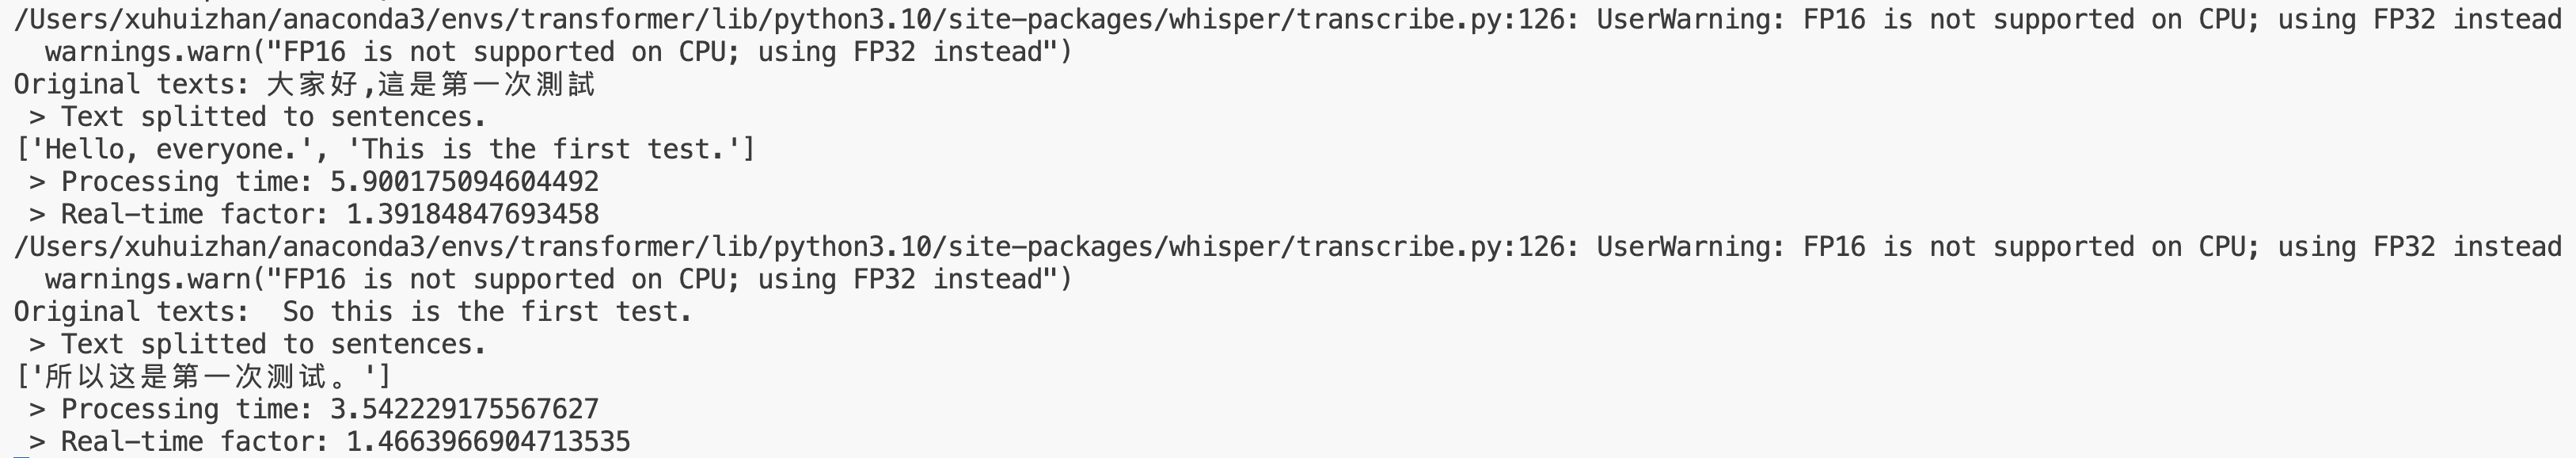 /Users/xuhuizhan/anaconda3/envs/transformer/lib/python3.10/site-packages/whisper/transcribe.py:126: UserWarning: FP16 is not supported on CPU; using FP32 instead
  warnings.warn("FP16 is not supported on CPU; using FP32 instead")
Original texts: 大家好,這是第一次測試
 > Text splitted to sentences.
['Hello, everyone.', 'This is the first test.']
 > Processing time: 5.900175094604492
 > Real-time factor: 1.39184847693458
/Users/xuhuizhan/anaconda3/envs/transformer/lib/python3.10/site-packages/whisper/transcribe.py:126: UserWarning: FP16 is not supported on CPU; using FP32 instead
  warnings.warn("FP16 is not supported on CPU; using FP32 instead")
Original texts:  So this is the first test.
 > Text splitted to sentences.
['所以这是第一次测试。']
 > Processing time: 3.542229175567627
 > Real-time factor: 1.4663966904713535